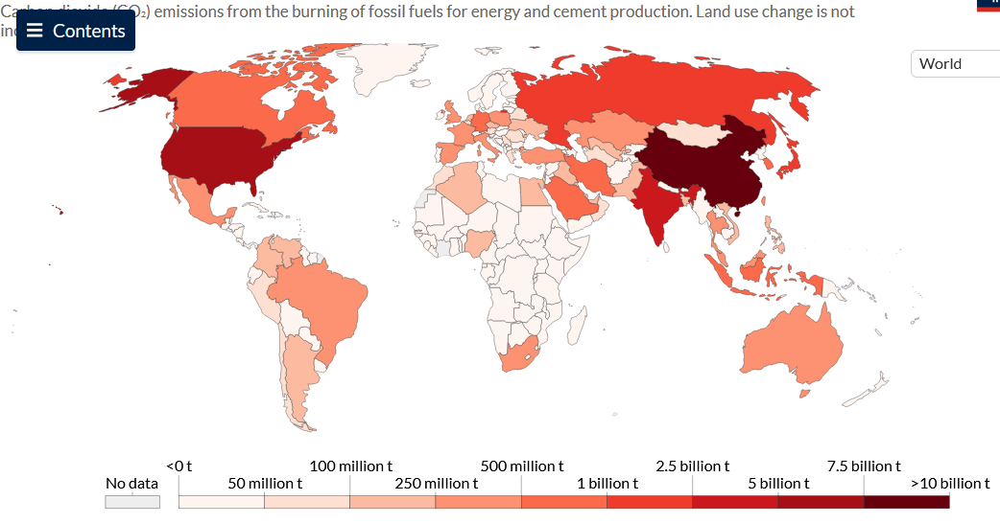 (CO₂) emissions from the burning of fossil fuels for energy and cement production. Land use change is not
Contents
World
<0 t 100 million t 500 million t 2.5 billion t 7.5 billion t
No data 50 million t 250 million t 1 billion t 5 billion t >10 billion t